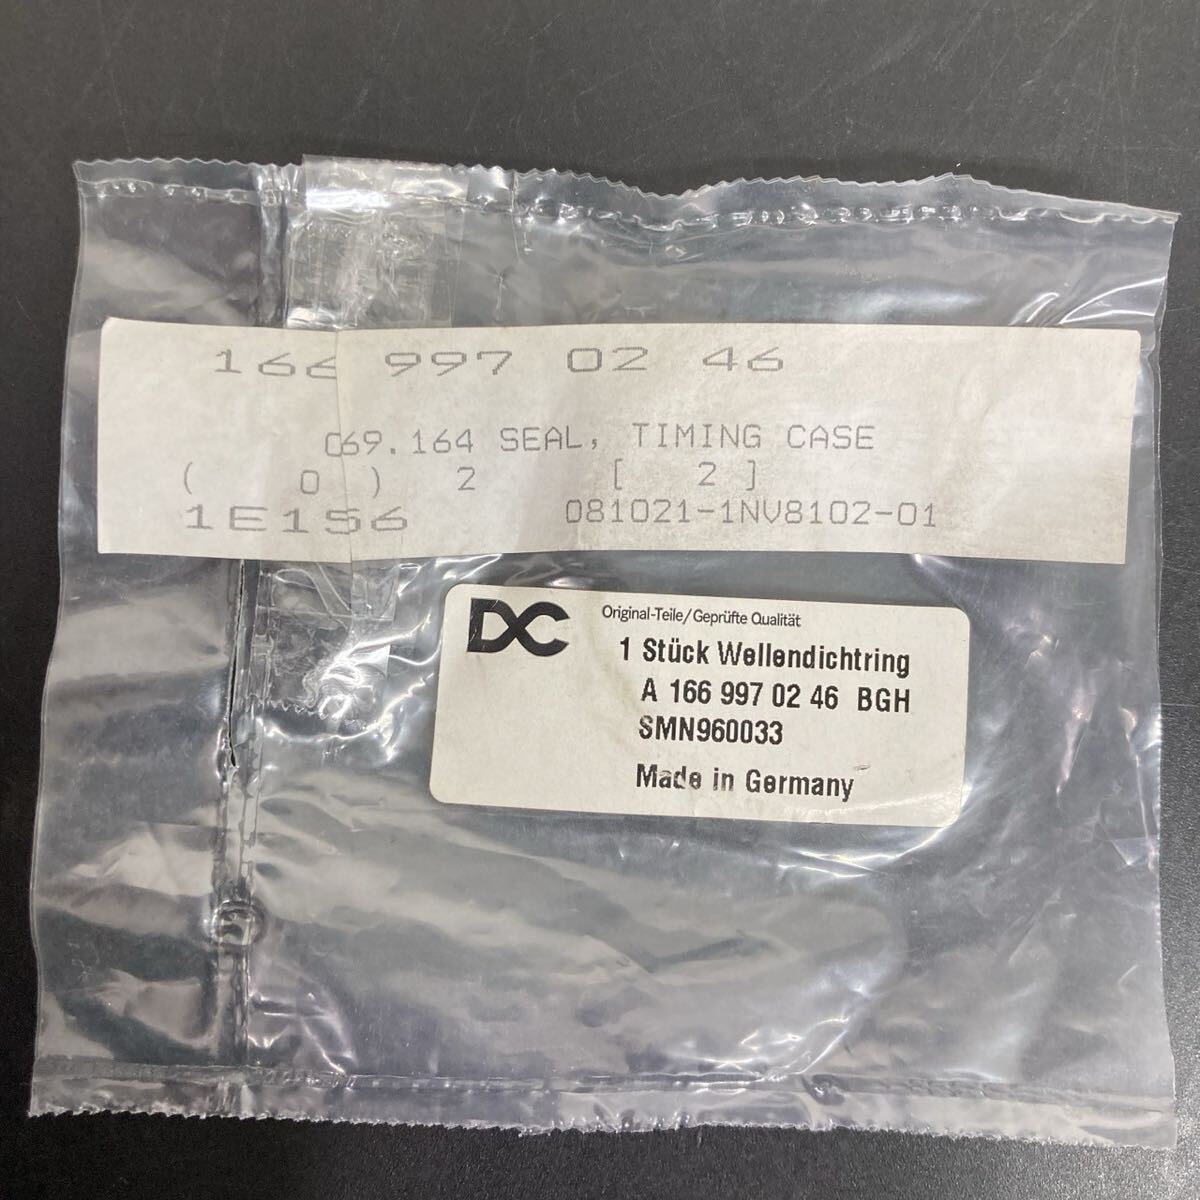 166 997 02 46
069.164 SEAL, TIMING CASE
( 0 ) 2 [ 2 ]
1E1S6 081021-1NV8102-01
DC Original-Teile/Geprüfte Qualität
1 Stück Wellendichtring
A 166 997 02 46 BGH
SMN960033
Made in Germany